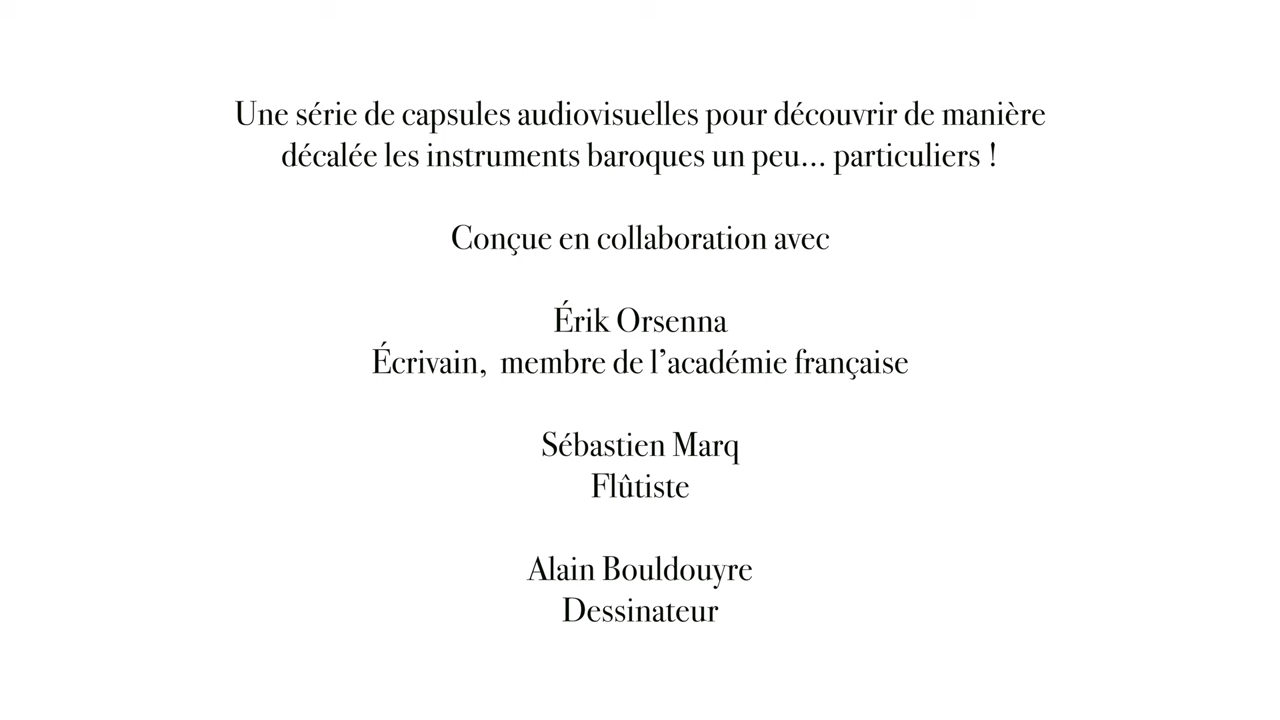 Une série de capsules audiovisuelles pour découvrir de manière
décalée les instruments baroques un peu... particuliers !
Conçue en collaboration avec
Érik Orsenna
Écrivain,  membre de l’académie française
Sébastien Marq
Flûtiste
Alain Bouldouyre
Dessinateur